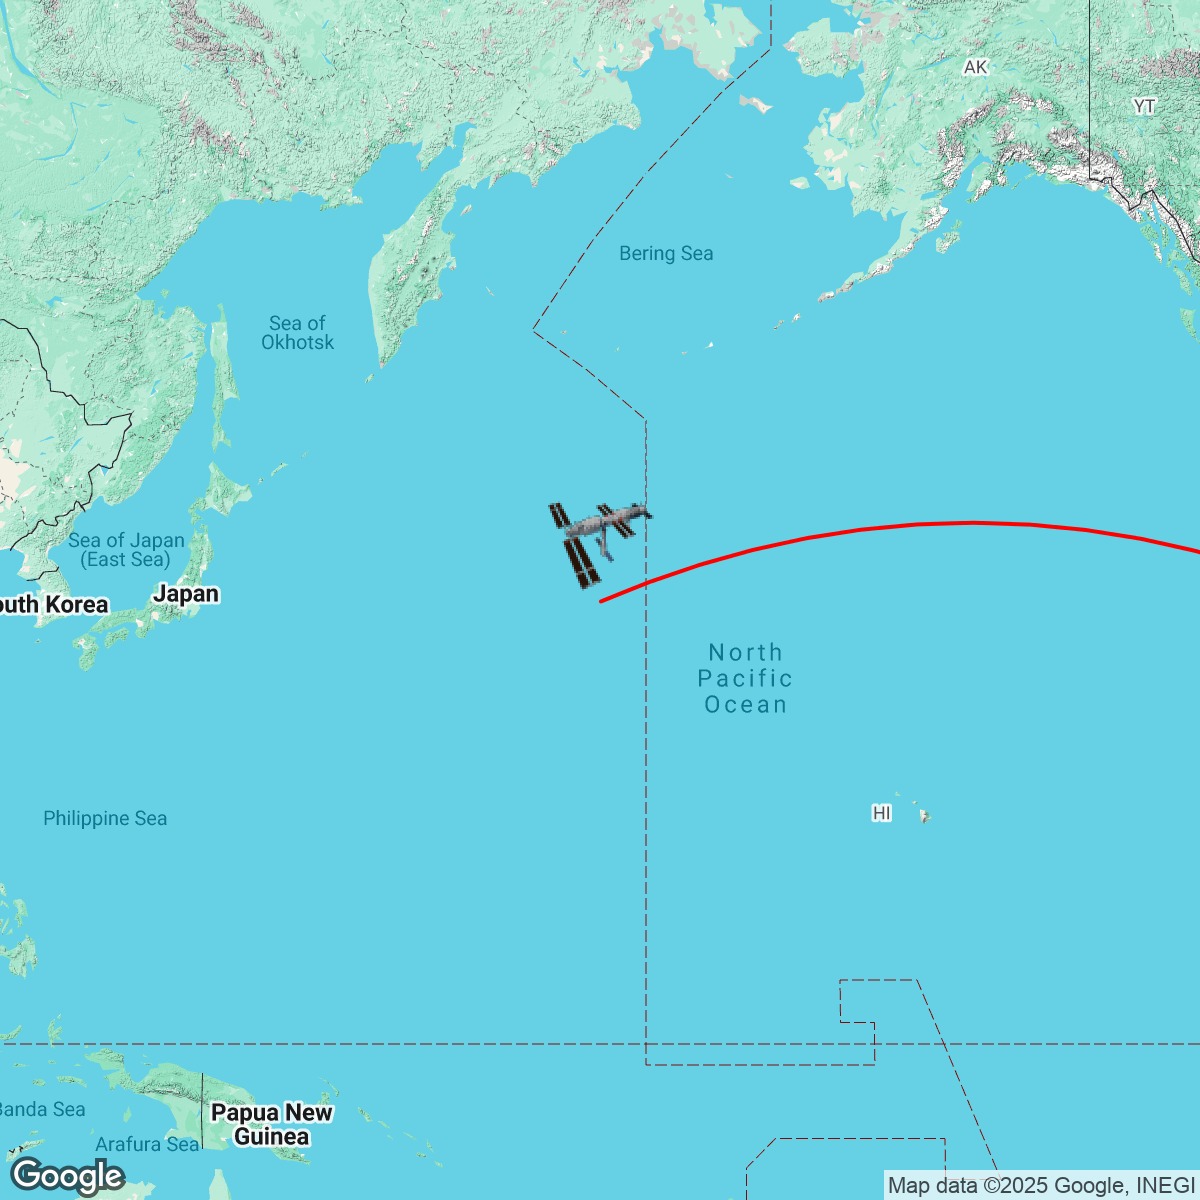 AK
YT
Bering Sea
Sea of
Okhotsk
Sea of Japan
(East Sea)
Japan
outh Korea
North
Pacific
Ocean
HI
Philippine Sea
Banda Sea
Papua New
Guinea
Arafura Sea
Google
Map data ©2025 Google, INEGI